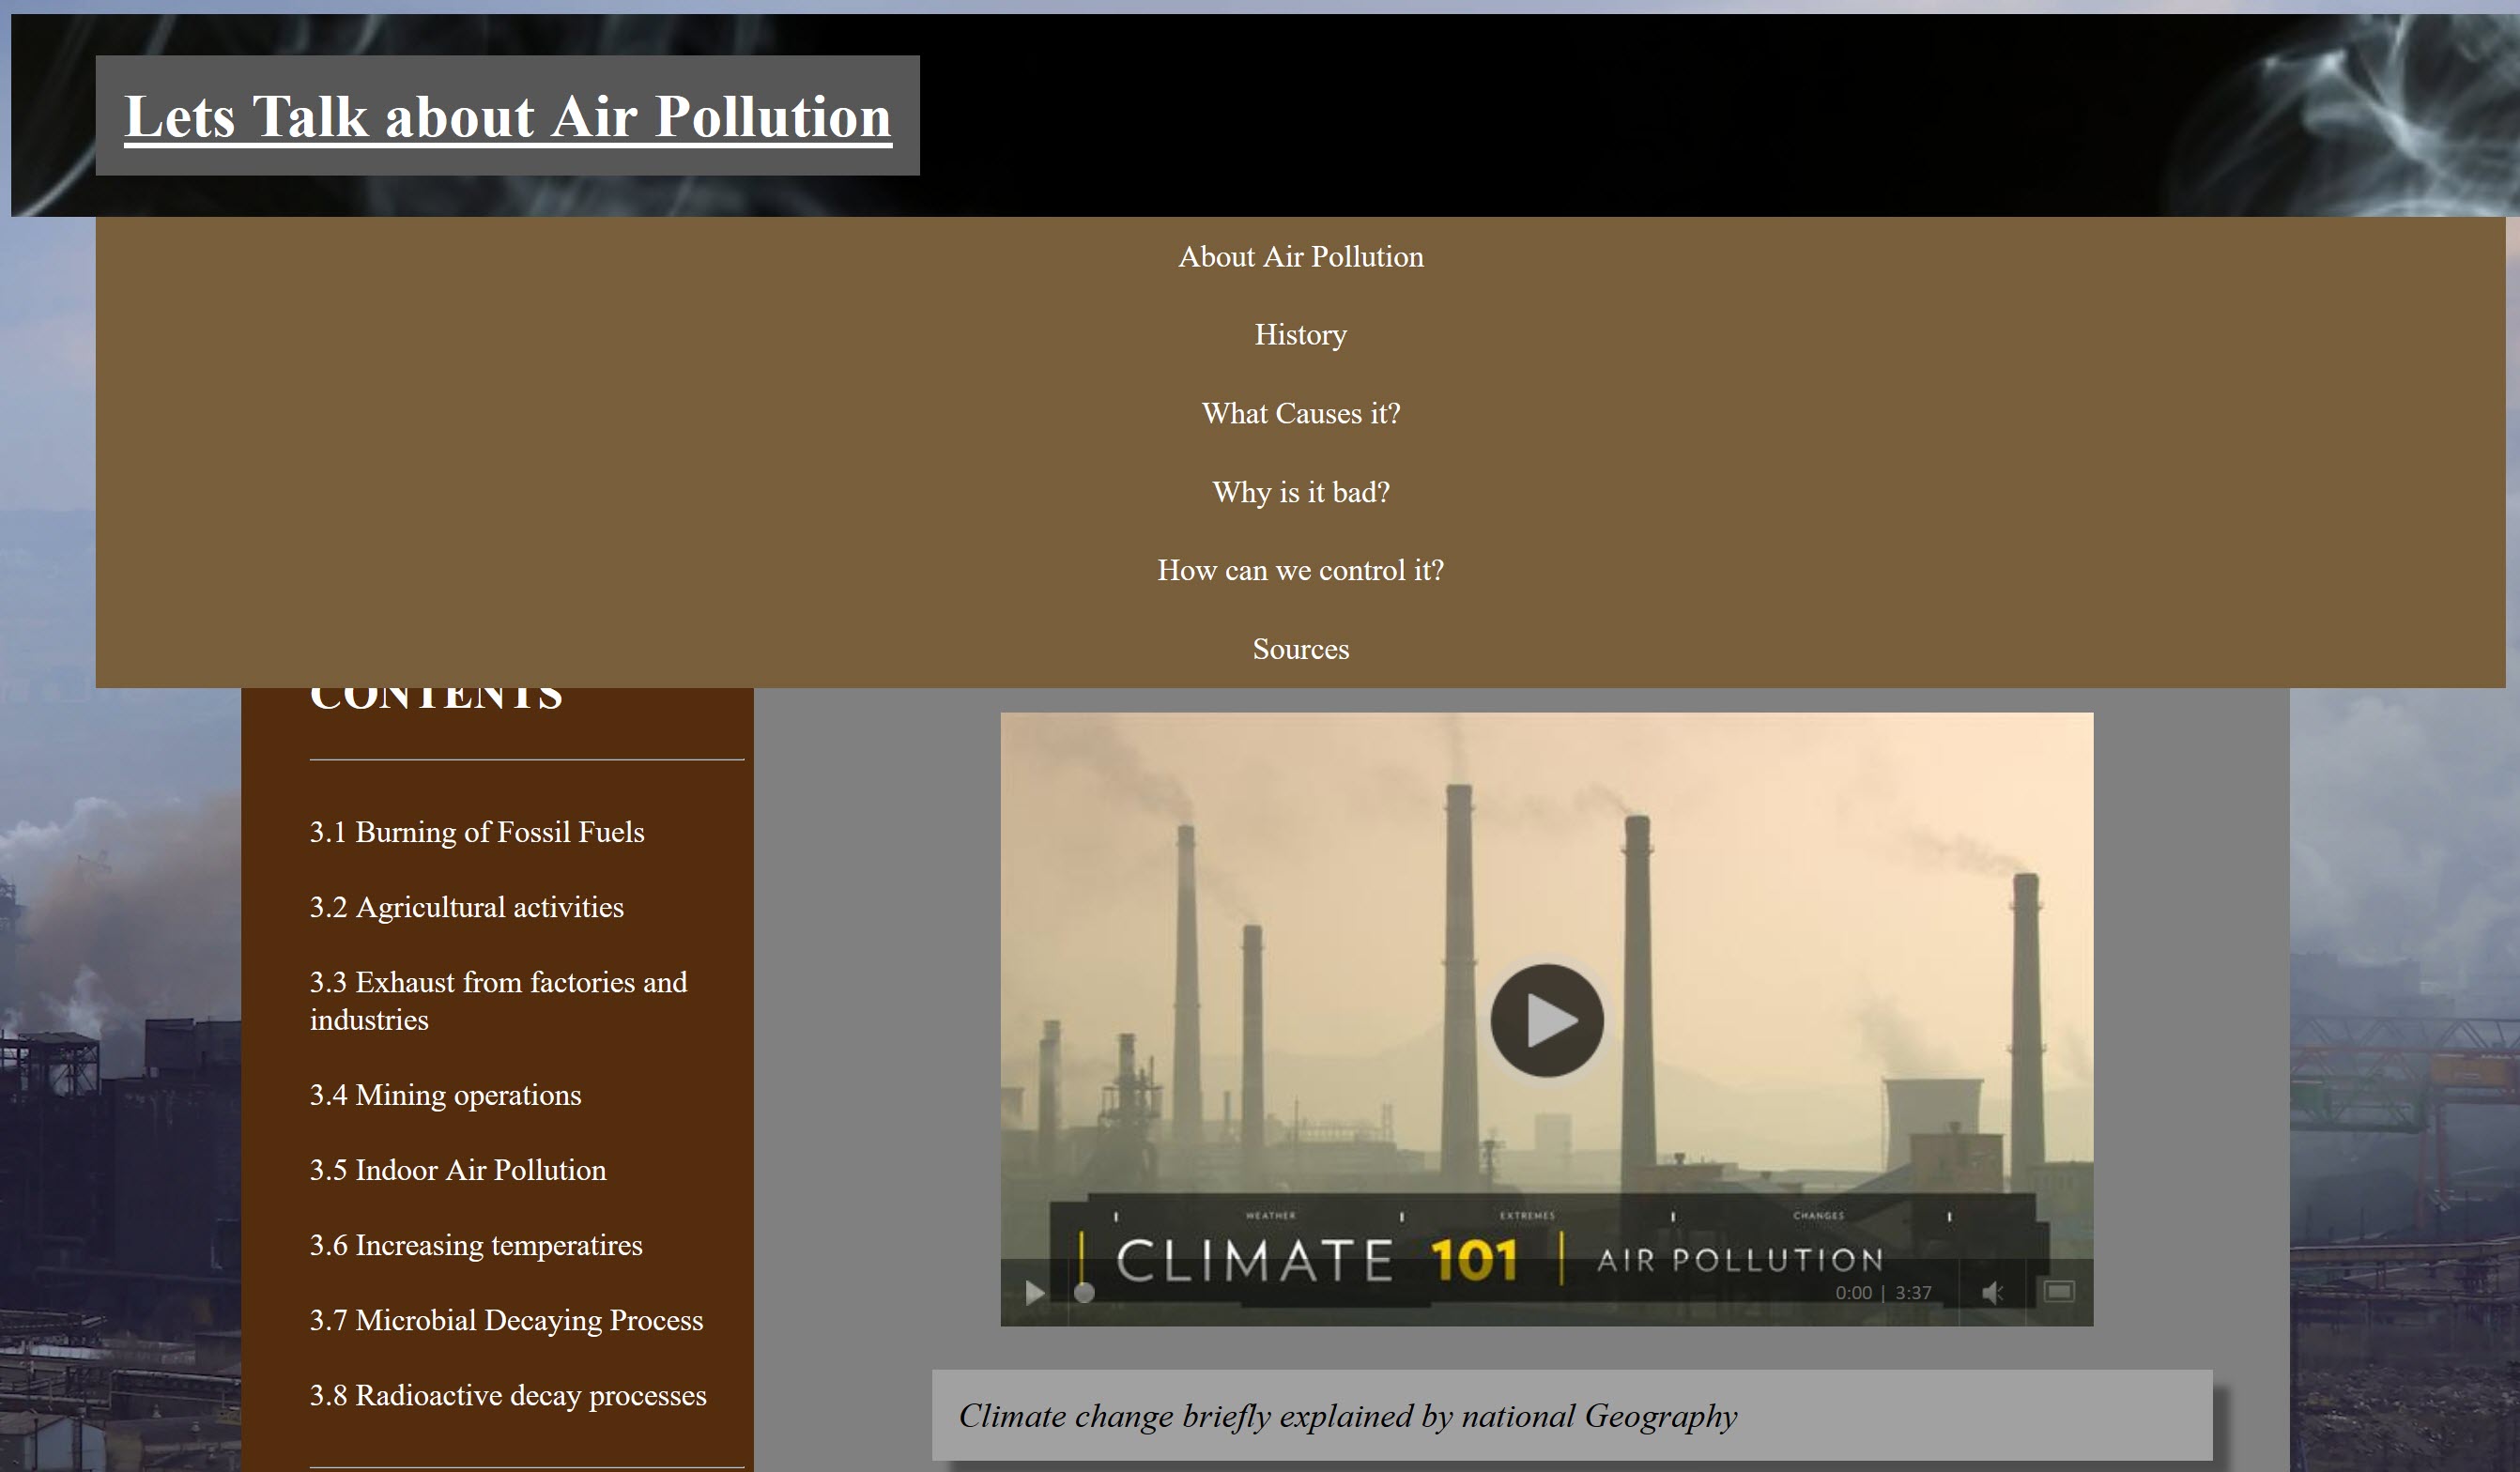 Lets Talk about Air Pollution
About Air Pollution
History
What Causes it?
Why is it bad?
How can we control it?
Sources
CONTENTS
3.1 Burning of Fossil Fuels
3.2 Agricultural activities
3.3 Exhaust from factories and
industries
3.4 Mining operations
3.5 Indoor Air Pollution
3.6 Increasing temperatires
3.7 Microbial Decaying Process
3.8 Radioactive decay processes
WEATHER EXTREMES CHANGES
CLIMATE 101 | AIR POLLUTION
0:00 | 3:37
Climate change briefly explained by national Geography